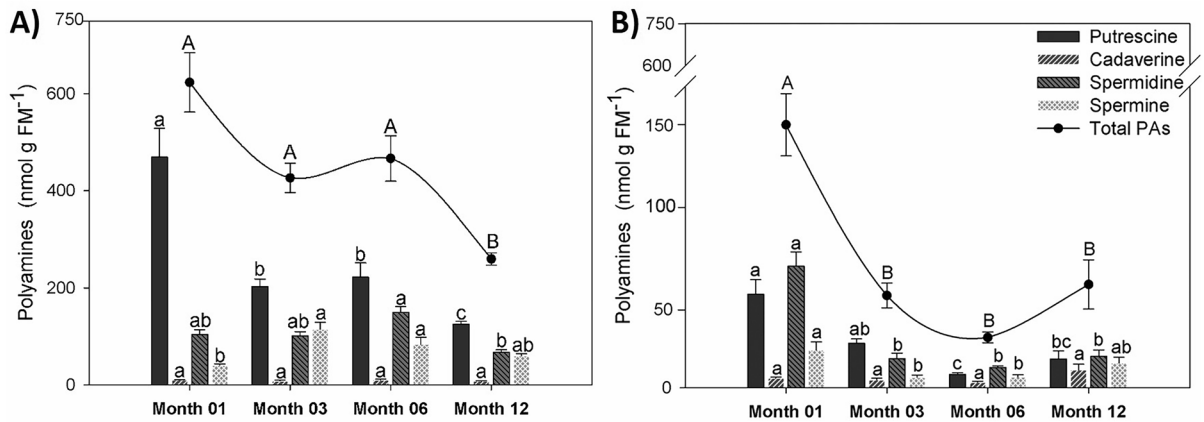 A)
750
600
400
200
0
Polyamines (nmol g FM-1)
A
A
A
B
a
a
ab
b
b
a
ab
a
b
a
a
a
c
a
ab
ab
Month 01
Month 03
Month 06
Month 12
B)
750
600
150
100
50
0
Polyamines (nmol g FM-1)
Putrescine
Cadaverine
Spermidine
Spermine
Total PAs
A
B
B
B
a
a
a
a
ab
a
b
b
c
a
b
b
bc
a
b
ab
Month 01
Month 03
Month 06
Month 12